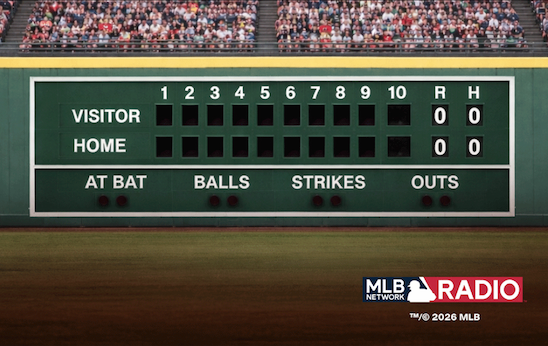 1 2 3 4 5 6 7 8 9 10 R H
VISITOR 0 0
HOME 0 0
AT BAT BALLS STRIKES OUTS
MLB NETWORK RADIO
™/© 2026 MLB